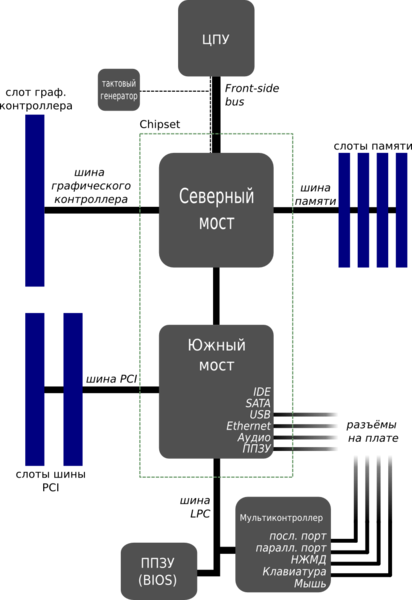 ЦПУ
тактовый
генератор
Front-side
bus
слот граф.
контроллера
Chipset
слоты памяти
шина
графического
контроллера
Северный
мост
шина
памяти
Южный
мост
шина PCI
IDE
SATA
USB
Ethernet
Аудио
ППЗУ
разъёмы
на плате
слоты шины
PCI
шина
LPC
Мультиконтроллер
посл. порт
паралл. порт
НЖМД
Клавиатура
Мышь
ППЗУ
(BIOS)